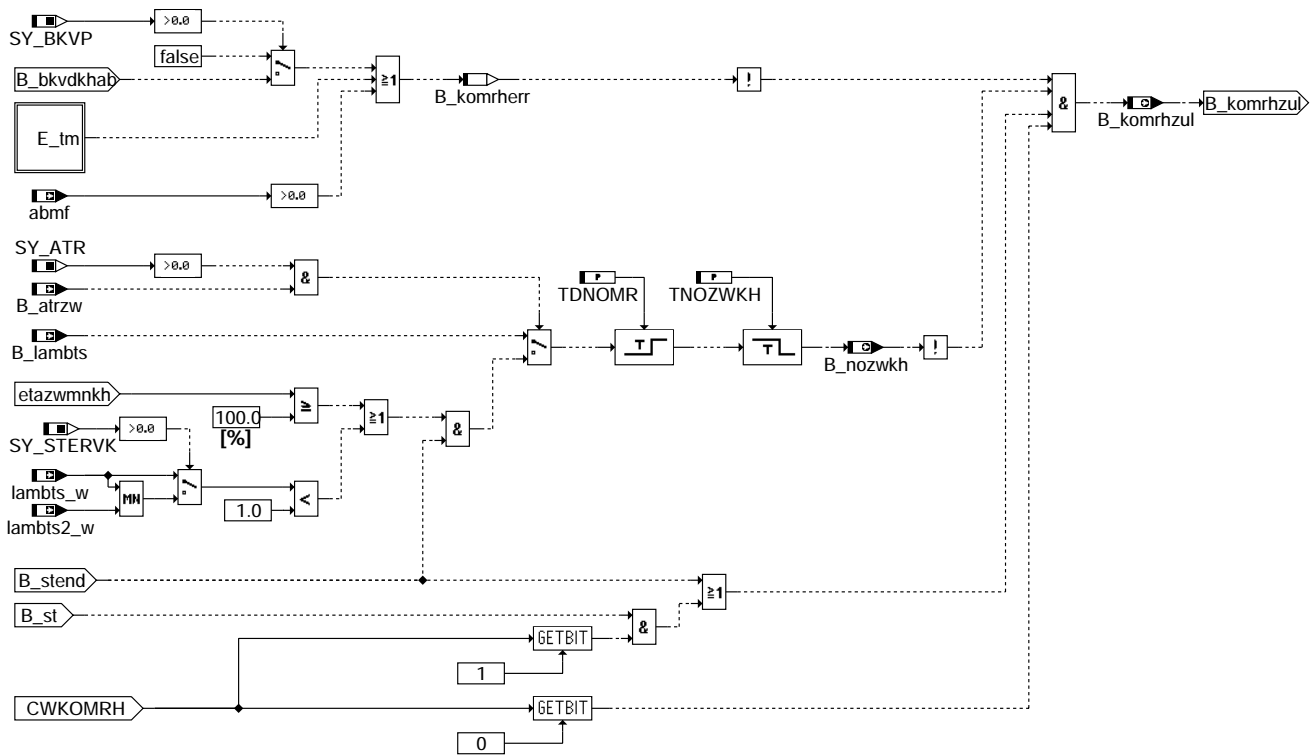 SY_BKVP
>0.0
false
B_bkvdkhab
≥1
B_komrherr
!
&
B_komrhzul
B_komrhzul
E_tm
abmf
>0.0
SY_ATR
>0.0
&
B_atrzw
P
TDNOMR
P
TNOZWKH
B_lambts
T
T
B_nozwkh
!
etazwmnkh
≥
100.0
[%]
≥1
&
SY_STERVK
>0.0
lambts_w
MN
lambts2_w
<
1.0
B_stend
≥1
B_st
&
GETBIT
1
CWKOMRH
GETBIT
0